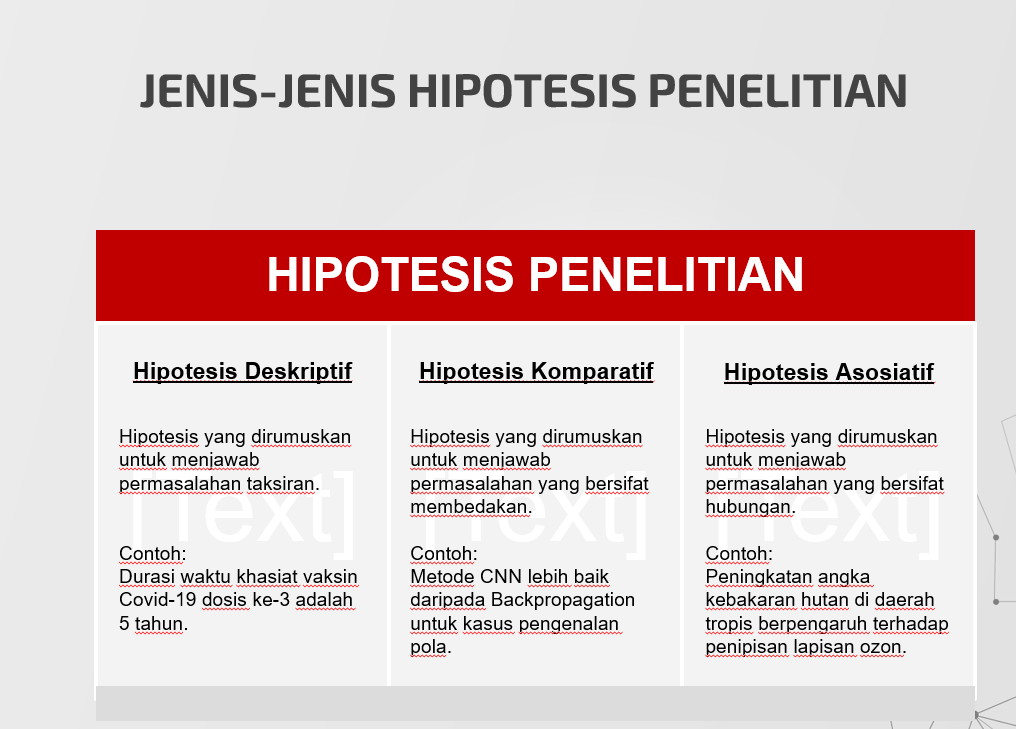 JENIS-JENIS HIPOTESIS PENELITIAN
HIPOTESIS PENELITIAN
Hipotesis Deskriptif
Hipotesis yang dirumuskan
untuk menjawab
permasalahan taksiran.
Contoh:
Durasi waktu khasiat vaksin
Covid-19 dosis ke-3 adalah
5 tahun.
[Text]
Hipotesis Komparatif
Hipotesis yang dirumuskan
untuk menjawab
permasalahan yang bersifat
membedakan.
Contoh:
Metode CNN lebih baik
daripada Backpropagation
untuk kasus pengenalan
pola.
[Text]
Hipotesis Asosiatif
Hipotesis yang dirumuskan
untuk menjawab
permasalahan yang bersifat
hubungan.
Contoh:
Peningkatan angka
kebakaran hutan di daerah
tropis berpengaruh terhadap
penipisan lapisan ozon.
[Text]